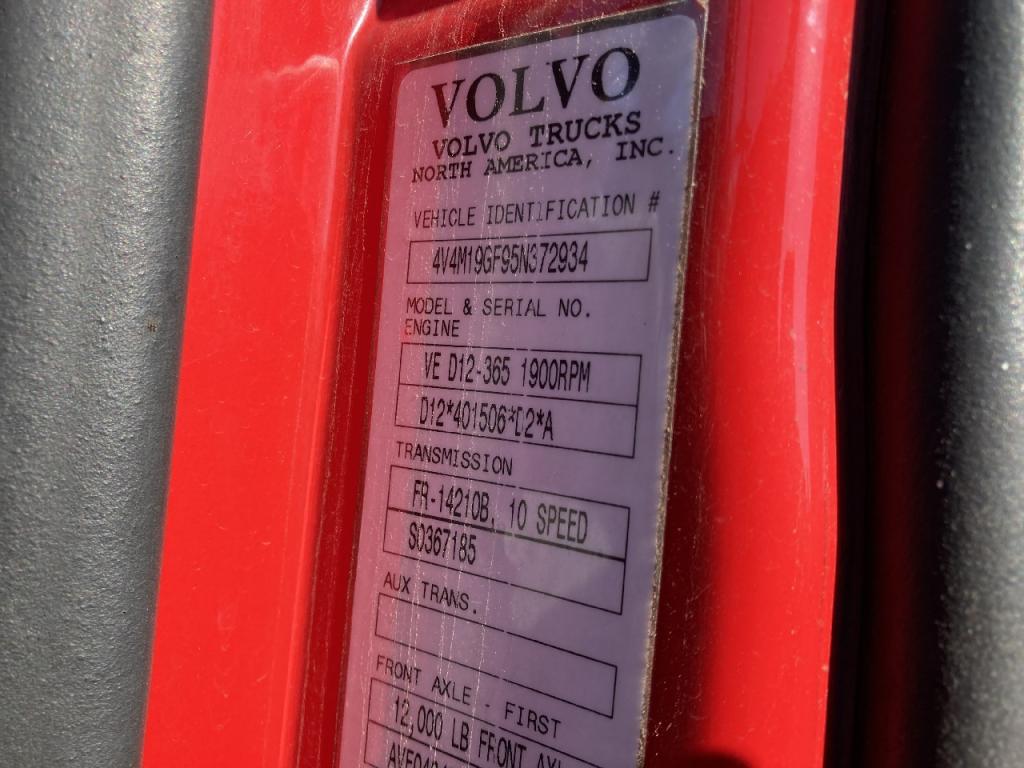 VOLVO
VOLVO TRUCKS
NORTH AMERICA, INC.
VEHICLE IDENTIFICATION #
4V4M19GF95N372934
MODEL & SERIAL NO.
ENGINE
VE D12-365 1900RPM
D12*401506*D2*A
TRANSMISSION
FR-14210B, 10 SPEED
S0367185
AUX TRANS.
FRONT AXLE - FIRST
12,000 LB FRONT